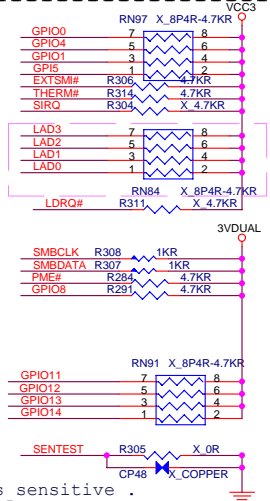 VCC3
RN97 X_8P4R-4.7KR
GPIO0 7 8
GPIO4 5 6
GPIO1 3 4
GPI5 1 2
EXTSMI# R306 4.7KR
THERM# R314 4.7KR
SIRQ R304 X_4.7KR
LAD3 7 8
LAD2 5 6
LAD1 3 4
LAD0 1 2
RN84 X_8P4R-4.7KR
LDRQ# R311 X_4.7KR
3VDUAL
SMBCLK R308 1KR
SMBDATA R307 1KR
PME# R284 4.7KR
GPIO8 R291 4.7KR
RN91 X_8P4R-4.7KR
GPIO11 7 8
GPIO12 5 6
GPIO13 3 4
GPIO14 1 2
SENTEST R305 X_0R
CP48 X_COPPER
s sensitive .